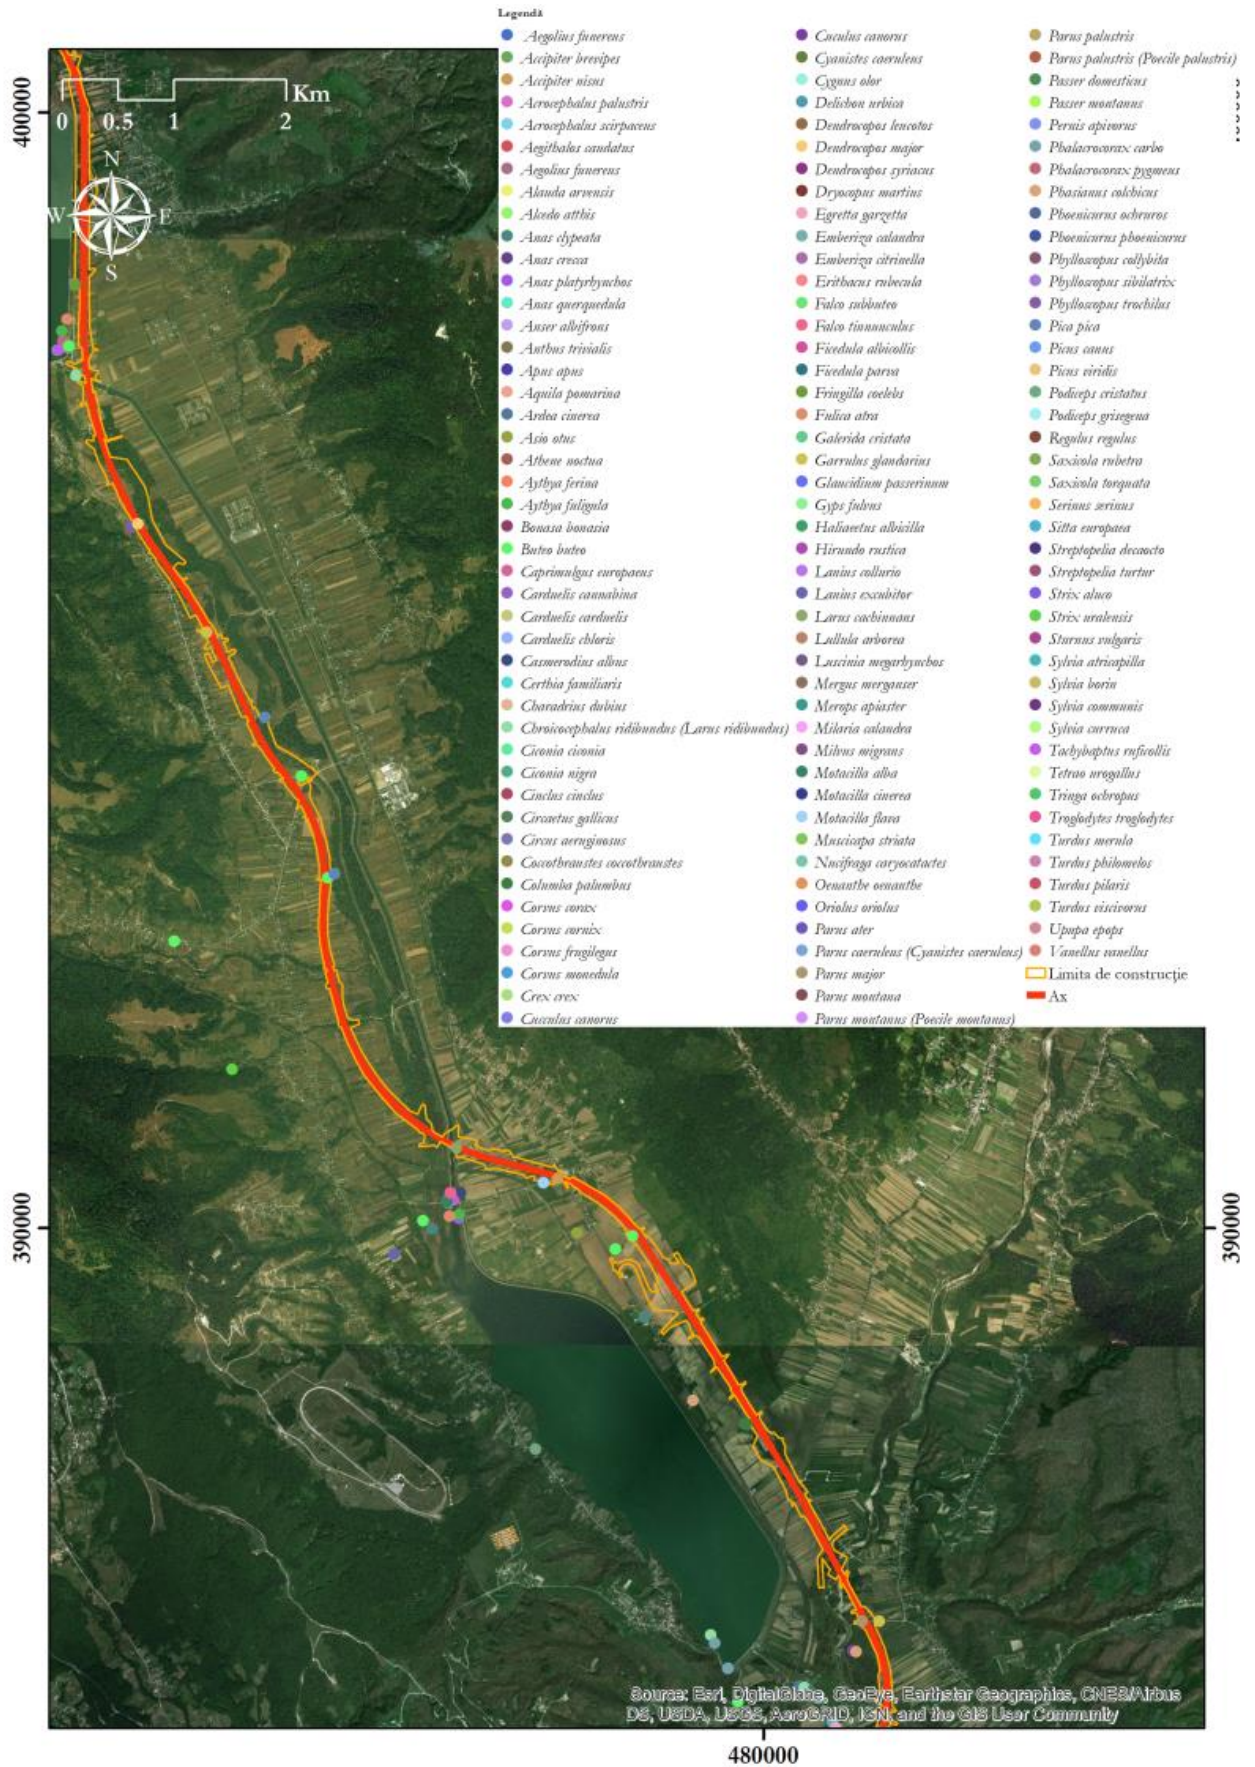 Legendă
Aegolius funereus
Accipiter brevipes
Accipiter nisus
Acrocephalus palustris
Acrocephalus scirpaceus
Aegithalos caudatus
Aegolius funereus
Alauda arvensis
Alcedo atthis
Anas clypeata
Anas crecca
Anas platyrhynchos
Anas querquedula
Anser albifrons
Anthus trivialis
Apus apus
Aquila pomarina
Ardea cinerea
Asio otus
Athene noctua
Aythya ferina
Aythya fuligula
Bonasa bonasia
Buteo buteo
Caprimulgus europaeus
Carduelis cannabina
Carduelis carduelis
Carduelis chloris
Casmerodius albus
Certhia familiaris
Charadrius dubius
Chroicocephalus ridibundus (Larus ridibundus)
Ciconia ciconia
Ciconia nigra
Cinclus cinclus
Circaetus gallicus
Circus aeruginosus
Coccothraustes coccothraustes
Columba palumbus
Corvus corax
Corvus cornix
Corvus frugilegus
Corvus monedula
Crex crex
Cucculus canorus
Cuculus canorus
Cyanistes caeruleus
Cygnus olor
Delichon urbica
Dendrocopos leucotos
Dendrocopos major
Dendrocopos syriacus
Dryocopus martius
Egretta garzetta
Emberiza calandra
Emberiza citrinella
Erithacus rubecula
Falco subbuteo
Falco tinnunculus
Ficedula albicollis
Ficedula parva
Fringilla coelebs
Fulica atra
Galerida cristata
Garrulus glandarius
Glaucidium passerinum
Gyps fulvus
Haliaeetus albicilla
Hirundo rustica
Lanius collurio
Lanius excubitor
Larus cachinnans
Lullula arborea
Luscinia megarhynchos
Mergus merganser
Merops apiaster
Milaria calandra
Milvus migrans
Motacilla alba
Motacilla cinerea
Motacilla flava
Muscicapa striata
Nucifraga caryocatactes
Oenanthe oenanthe
Oriolus oriolus
Parus ater
Parus caeruleus (Cyanistes caeruleus)
Parus major
Parus montana
Parus montanus (Poecile montanus)
Parus palustris
Parus palustris (Poecile palustris)
Passer domesticus
Passer montanus
Pernis apivorus
Phalacrocorax carbo
Phalacrocorax pygmeus
Phasianus colchicus
Phoenicurus ochruros
Phoenicurus phoenicurus
Phylloscopus collybita
Phylloscopus sibilatrix
Phylloscopus trochilus
Pica pica
Picus canus
Picus viridis
Podiceps cristatus
Podiceps grisegena
Regulus regulus
Saxicola rubetra
Saxicola torquata
Serinus serinus
Sitta europaea
Streptopelia decaocto
Streptopelia turtur
Strix aluco
Strix uralensis
Sturnus vulgaris
Sylvia atricapilla
Sylvia borin
Sylvia communis
Sylvia curruca
Tachybaptus ruficollis
Tetrao urogallus
Tringa ochropus
Troglodytes troglodytes
Turdus merula
Turdus philomelos
Turdus pilaris
Turdus viscivorus
Upupa epops
Vanellus vanellus
Limita de construcție
Ax
400000
Km
0 0.5 1 2
N
W E
S
390000
390000
Source: Esri, DigitalGlobe, GeoEye, Earthstar Geographics, CNES/Airbus
DS, USDA, USGS, AeroGRID, IGN, and the GIS User Community
480000